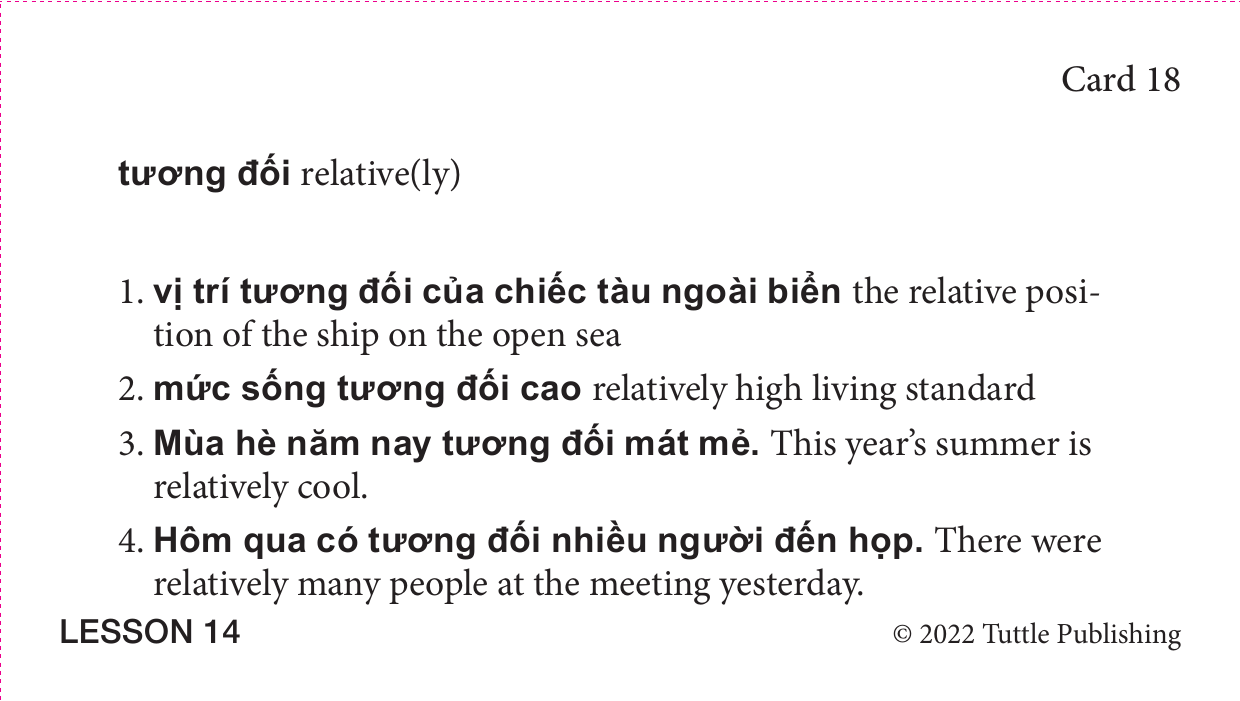 Card 18
tương đối relative(ly)
1. vị trí tương đối của chiếc tàu ngoài biển the relative posi-
tion of the ship on the open sea
2. mức sống tương đối cao relatively high living standard
3. Mùa hè năm nay tương đối mát mẻ. This year’s summer is
relatively cool.
4. Hôm qua có tương đối nhiều người đến họp. There were
relatively many people at the meeting yesterday.
LESSON 14
© 2022 Tuttle Publishing